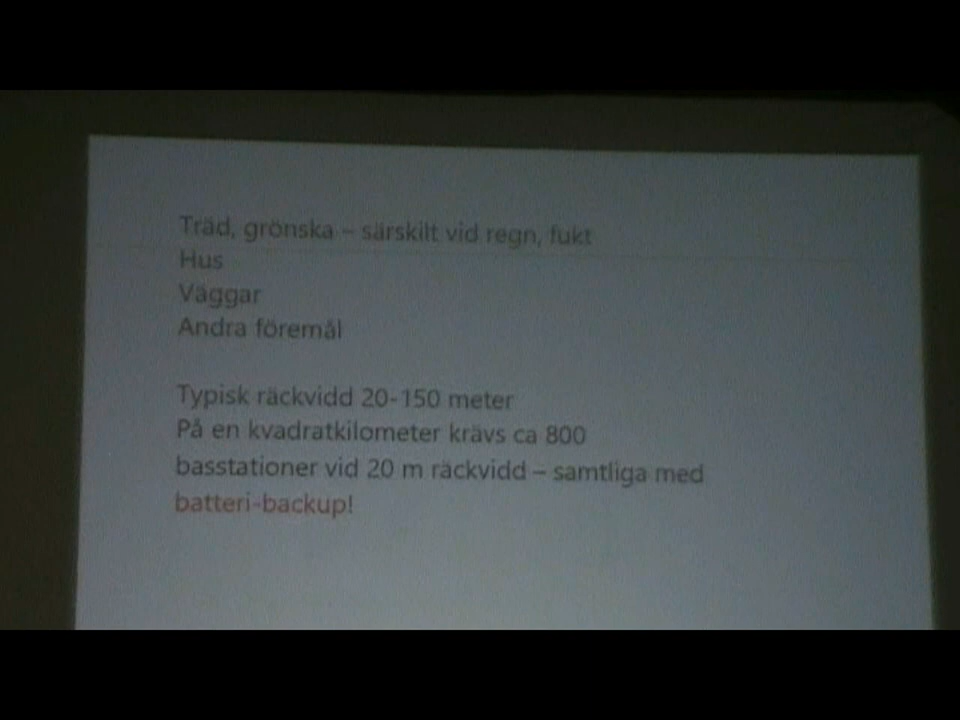 Träd, grönska – särskilt vid regn, fukt
Hus
Väggar
Andra föremål
Typisk räckvidd 20-150 meter
På en kvadratkilometer krävs ca 800
basstationer vid 20 m räckvidd – samtliga med
batteri-backup!